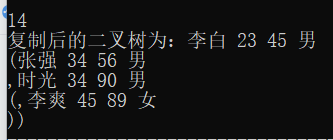 14
复制后的二叉树为：李白 23 45 男
(张强 34 56 男
,时光 34 90 男
(,李爽 45 89 女
))